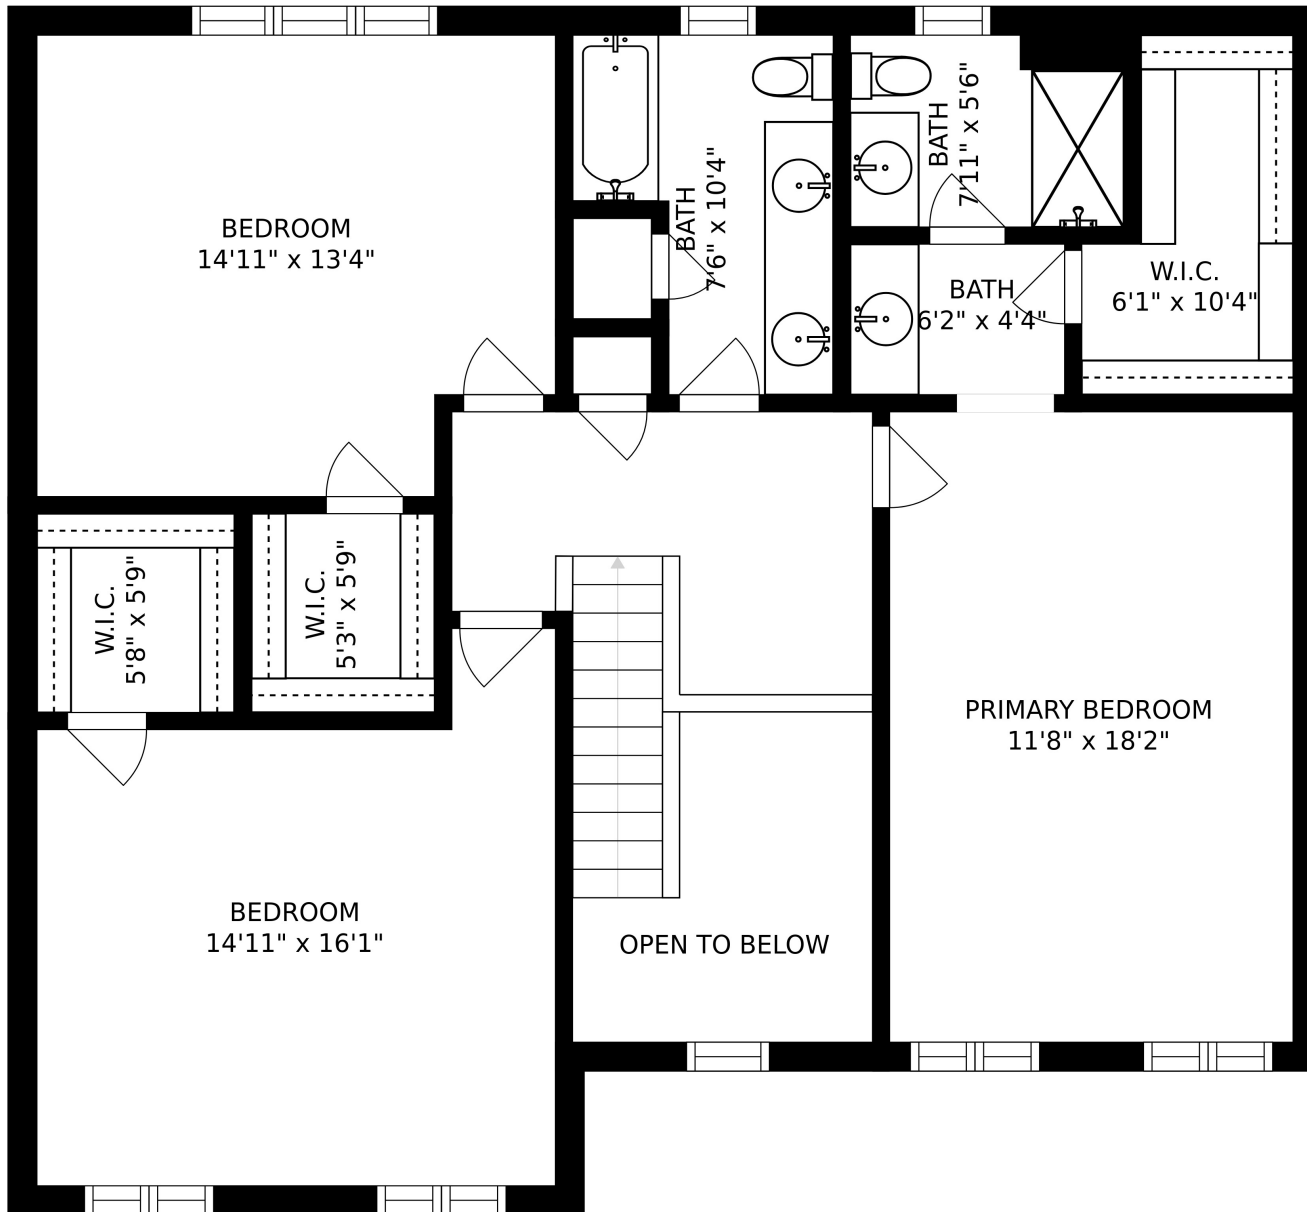 BEDROOM
14'11" x 13'4"
BATH
7'6" x 10'4"
BATH
7'11" x 5'6"
BATH
6'2" x 4'4"
W.I.C.
6'1" x 10'4"
W.I.C.
5'8" x 5'9"
W.I.C.
5'3" x 5'9"
PRIMARY BEDROOM
11'8" x 18'2"
BEDROOM
14'11" x 16'1"
OPEN TO BELOW